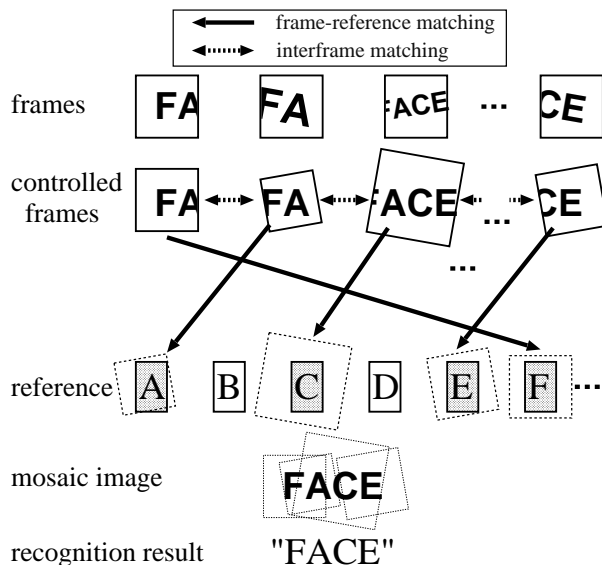 frame-reference matching
interframe matching
frames FA FA FACE ... CE
controlled frames FA FA FACE ... CE
...
reference A B C D E F ...
mosaic image FACE
recognition result "FACE"